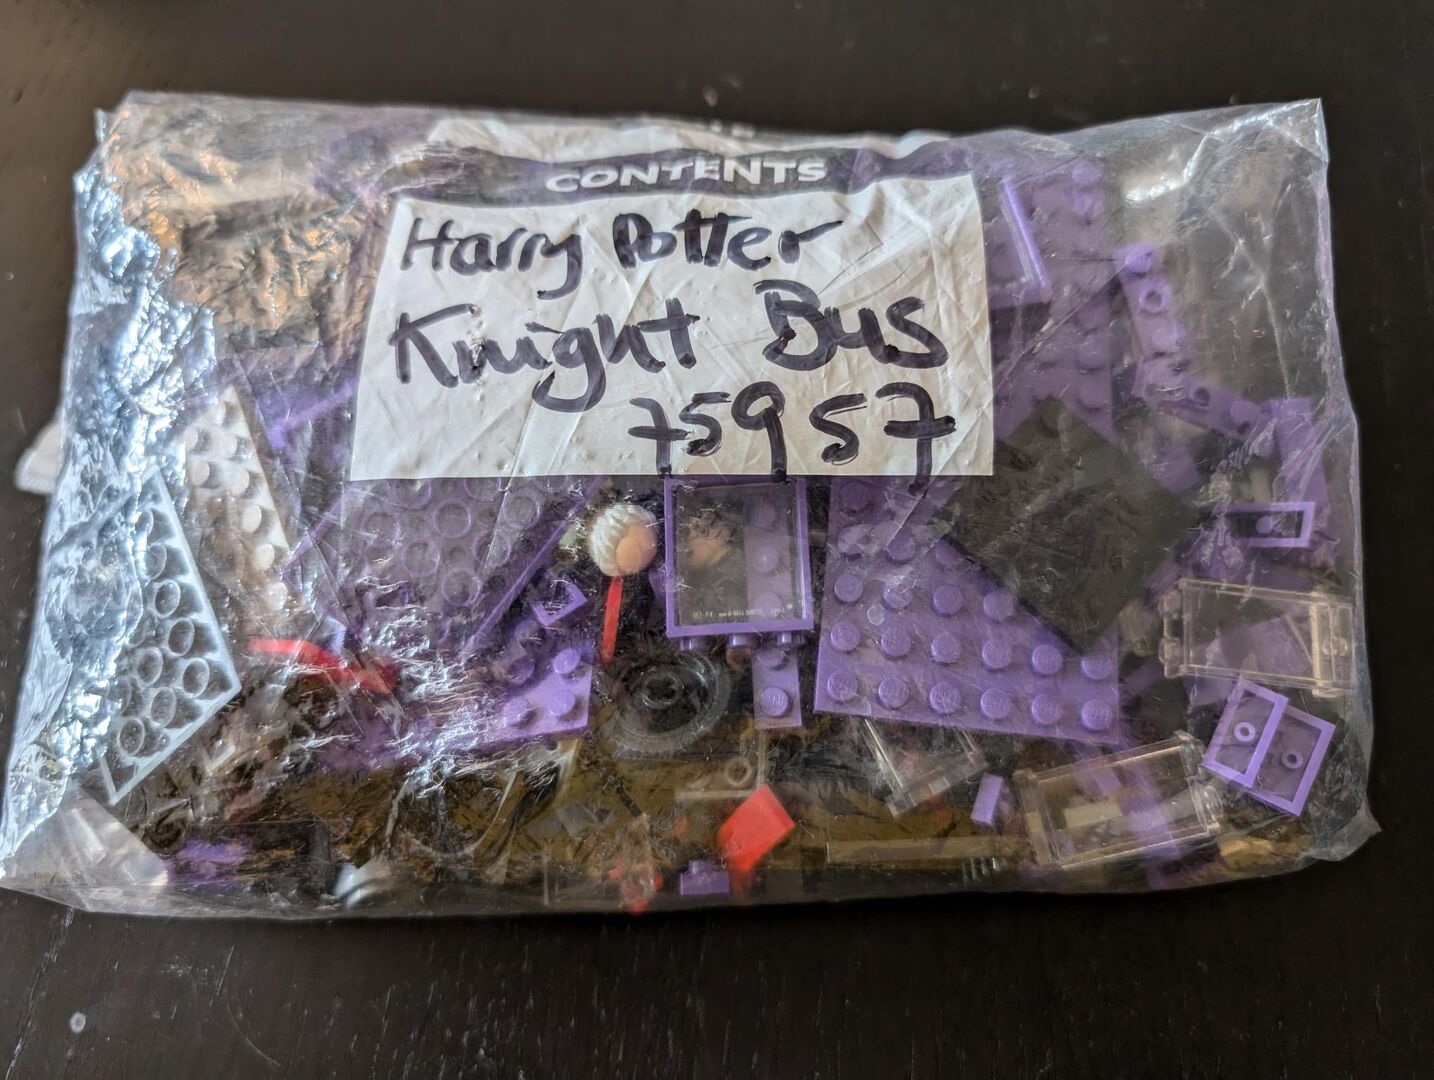 CONTENTS
Harry Potter
Knight Bus
75957